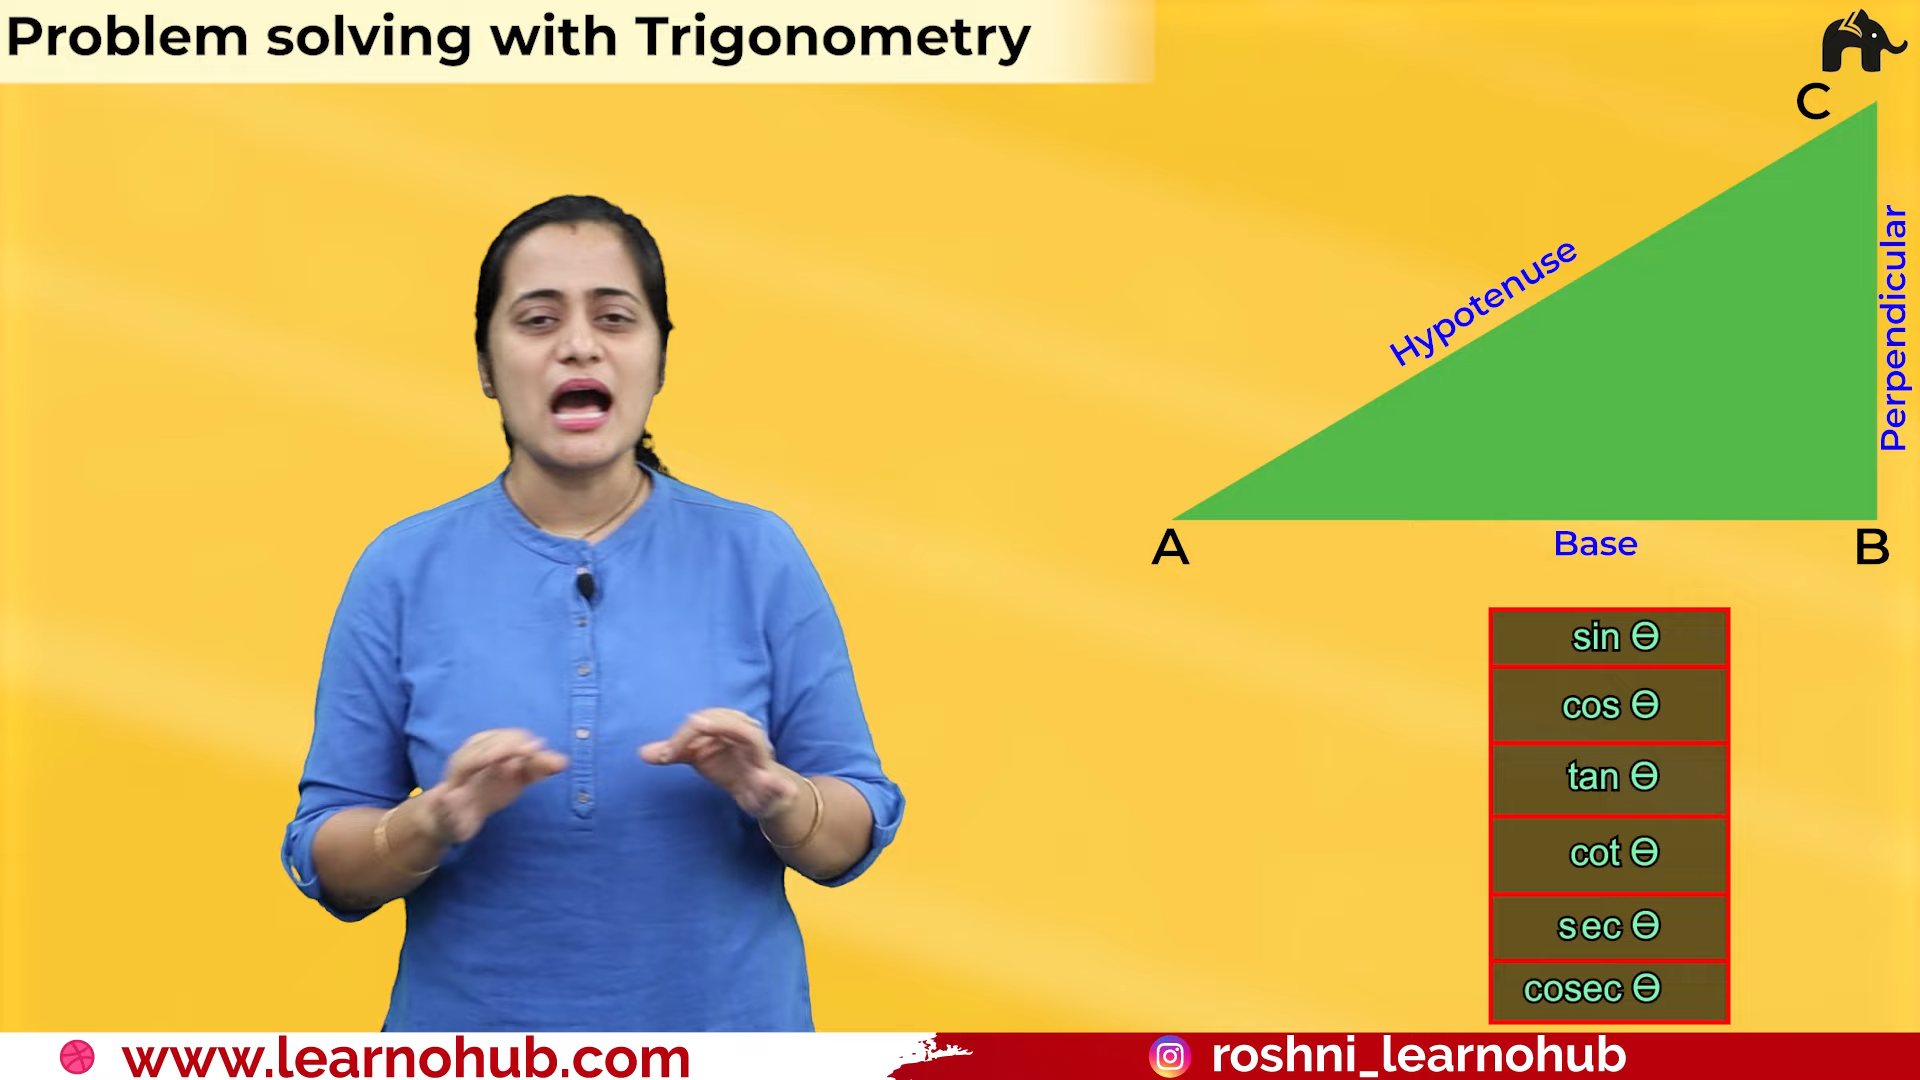 Problem solving with Trigonometry
C
Hypotenuse
Perpendicular
A
Base
B
sin Θ
cos Θ
tan Θ
cot Θ
sec Θ
cosec Θ
www.learnohub.com
roshni_learnohub